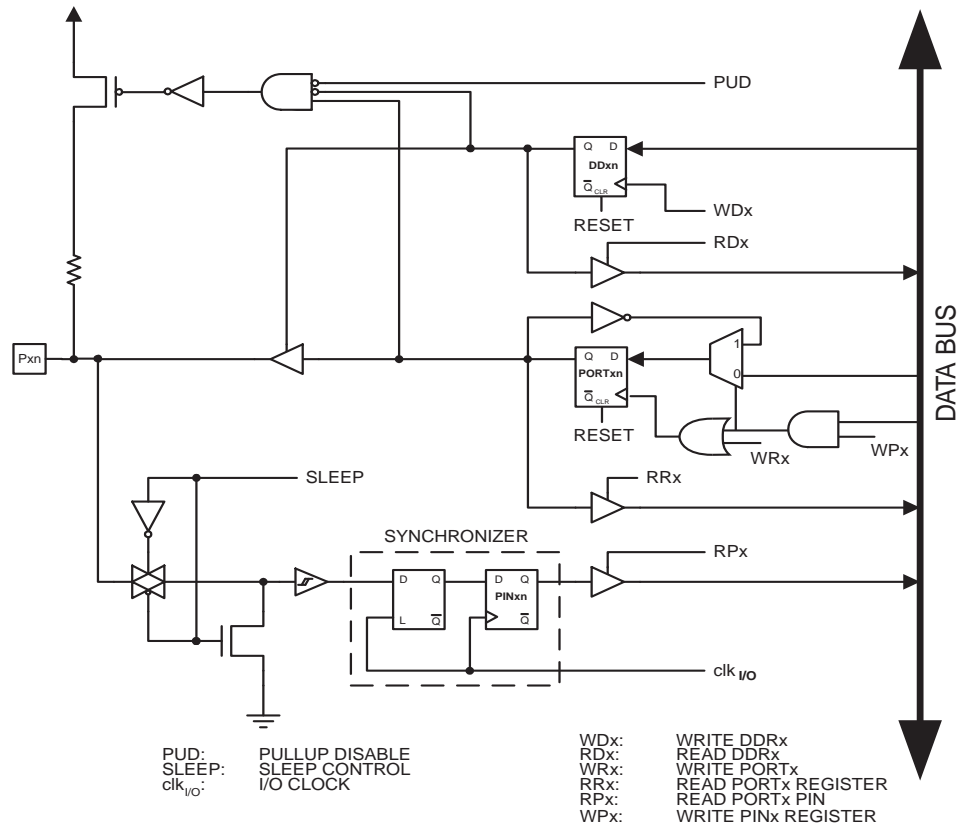 PUD
Q D
DDxn
Q CLR
WDx
RESET
RDx
Pxn
1
Q D
PORTxn
0
Q CLR
RESET
WRx
WPx
DATA BUS
SLEEP
RRx
SYNCHRONIZER
RPx
D Q
D Q
PINxn
L Q
Q
clk I/O
PUD: PULLUP DISABLE
SLEEP: SLEEP CONTROL
clkI/O: I/O CLOCK
WDx: WRITE DDRx
RDx: READ DDRx
WRx: WRITE PORTx
RRx: READ PORTx REGISTER
RPx: READ PORTx PIN
WPx: WRITE PINx REGISTER